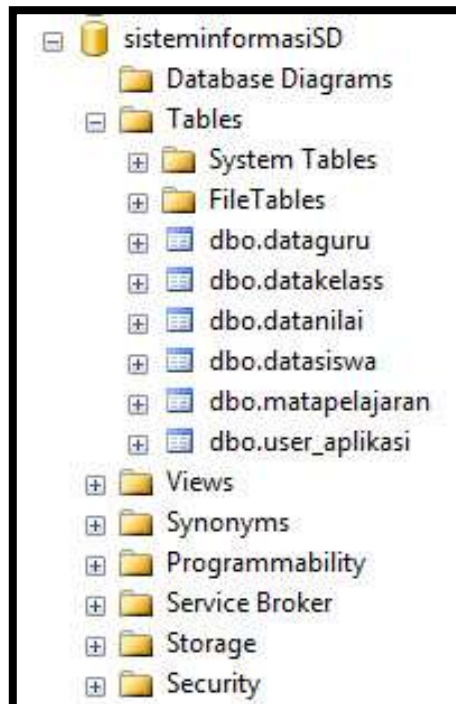 sisteminformasiSD
Database Diagrams
Tables
System Tables
FileTables
dbo.dataguru
dbo.datakelass
dbo.datanilai
dbo.datasiswa
dbo.matapelajaran
dbo.user_aplikasi
Views
Synonyms
Programmability
Service Broker
Storage
Security